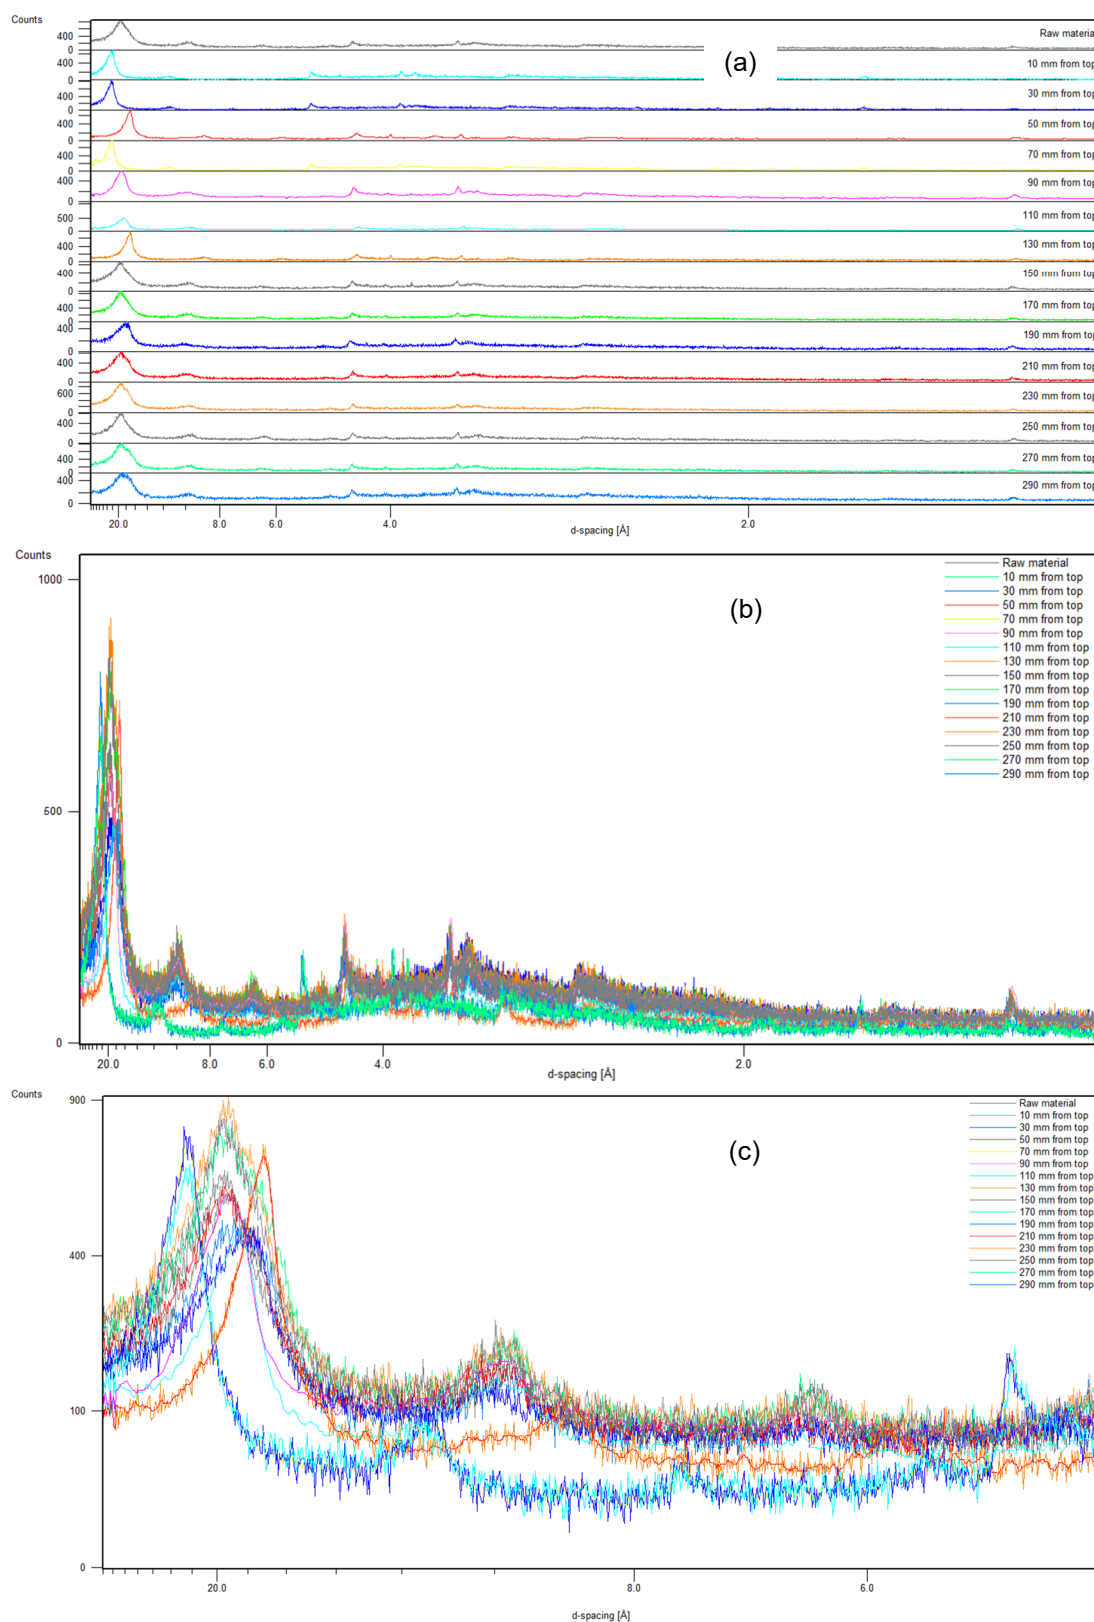 Counts
(a)
Raw material
400
0
10 mm from top
400
0
30 mm from top
400
0
50 mm from top
400
0
70 mm from top
400
0
90 mm from top
400
0
110 mm from top
500
0
130 mm from top
400
0
150 mm from top
400
0
170 mm from top
400
0
190 mm from top
400
0
210 mm from top
400
0
230 mm from top
600
0
250 mm from top
400
0
270 mm from top
400
0
290 mm from top
400
0
20.0 8.0 6.0 4.0 2.0
d-spacing [Å]
Counts
(b)
1000
500
0
Raw material
10 mm from top
30 mm from top
50 mm from top
70 mm from top
90 mm from top
110 mm from top
130 mm from top
150 mm from top
170 mm from top
190 mm from top
210 mm from top
230 mm from top
250 mm from top
270 mm from top
290 mm from top
20.0 8.0 6.0 4.0 2.0
d-spacing [Å]
Counts
(c)
900
400
100
0
Raw material
10 mm from top
30 mm from top
50 mm from top
70 mm from top
90 mm from top
110 mm from top
130 mm from top
150 mm from top
170 mm from top
190 mm from top
210 mm from top
230 mm from top
250 mm from top
270 mm from top
290 mm from top
20.0 8.0 6.0
d-spacing [Å]